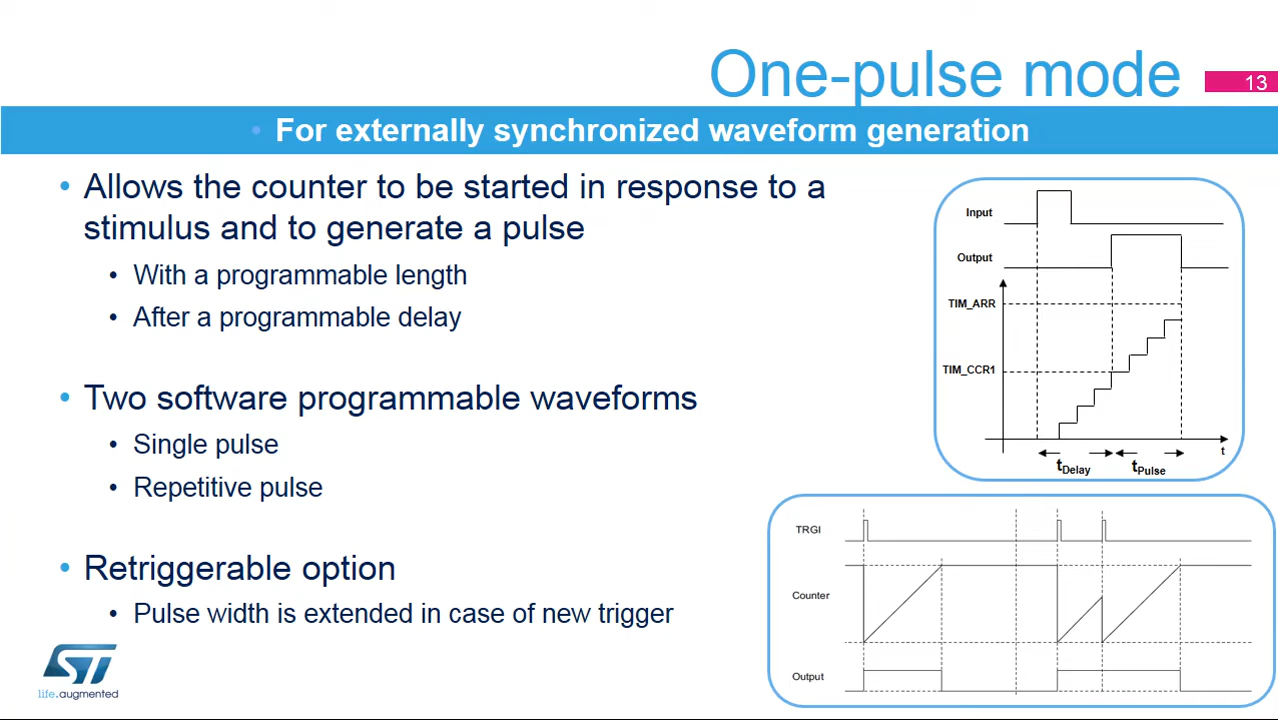 One-pulse mode
13
• For externally synchronized waveform generation
• Allows the counter to be started in response to a
stimulus and to generate a pulse
• With a programmable length
• After a programmable delay
• Two software programmable waveforms
• Single pulse
• Repetitive pulse
• Retriggerable option
• Pulse width is extended in case of new trigger
Input
Output
TIM_ARR
TIM_CCR1
t
tDelay
tPulse
TRGI
Counter
Output
ST
life.augmented